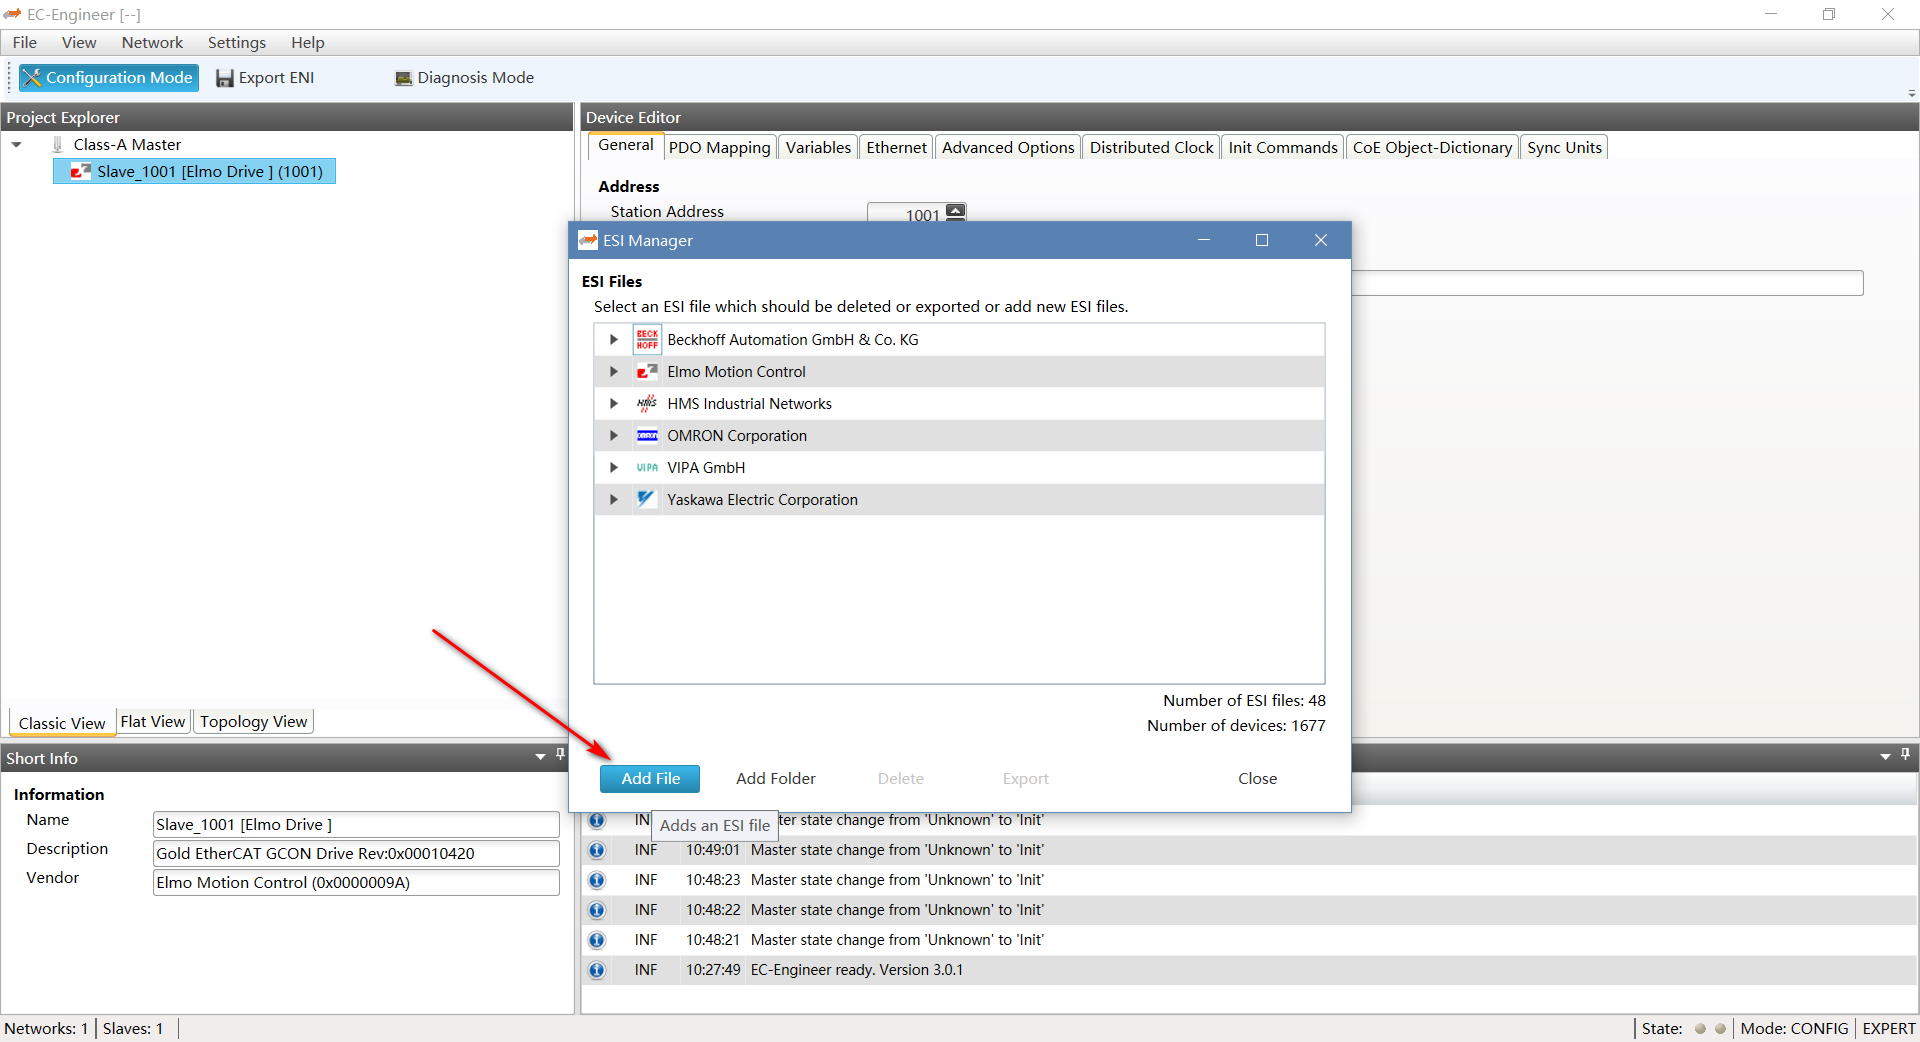 EC-Engineer [--]
File View Network Settings Help
Configuration Mode Export ENI Diagnosis Mode
Project Explorer
Class-A Master
Slave_1001 [Elmo Drive ] (1001)
Classic View Flat View Topology View
Device Editor
General PDO Mapping Variables Ethernet Advanced Options Distributed Clock Init Commands CoE Object-Dictionary Sync Units
Address
Station Address 1001
ESI Manager
ESI Files
Select an ESI file which should be deleted or exported or add new ESI files.
BECK HOFF Beckhoff Automation GmbH & Co. KG
Elmo Motion Control
HMS HMS Industrial Networks
OMRON OMRON Corporation
VIPA VIPA GmbH
Yaskawa Electric Corporation
Number of ESI files: 48
Number of devices: 1677
Add File Add Folder Delete Export Close
Adds an ESI file
Short Info
Information
Name Slave_1001 [Elmo Drive ]
Description Gold EtherCAT GCON Drive Rev:0x00010420
Vendor Elmo Motion Control (0x0000009A)
IN ter state change from 'Unknown' to 'Init'
INF 10:49:01 Master state change from 'Unknown' to 'Init'
INF 10:48:23 Master state change from 'Unknown' to 'Init'
INF 10:48:22 Master state change from 'Unknown' to 'Init'
INF 10:48:21 Master state change from 'Unknown' to 'Init'
INF 10:27:49 EC-Engineer ready. Version 3.0.1
Networks: 1 Slaves: 1 State: Mode: CONFIG EXPERT